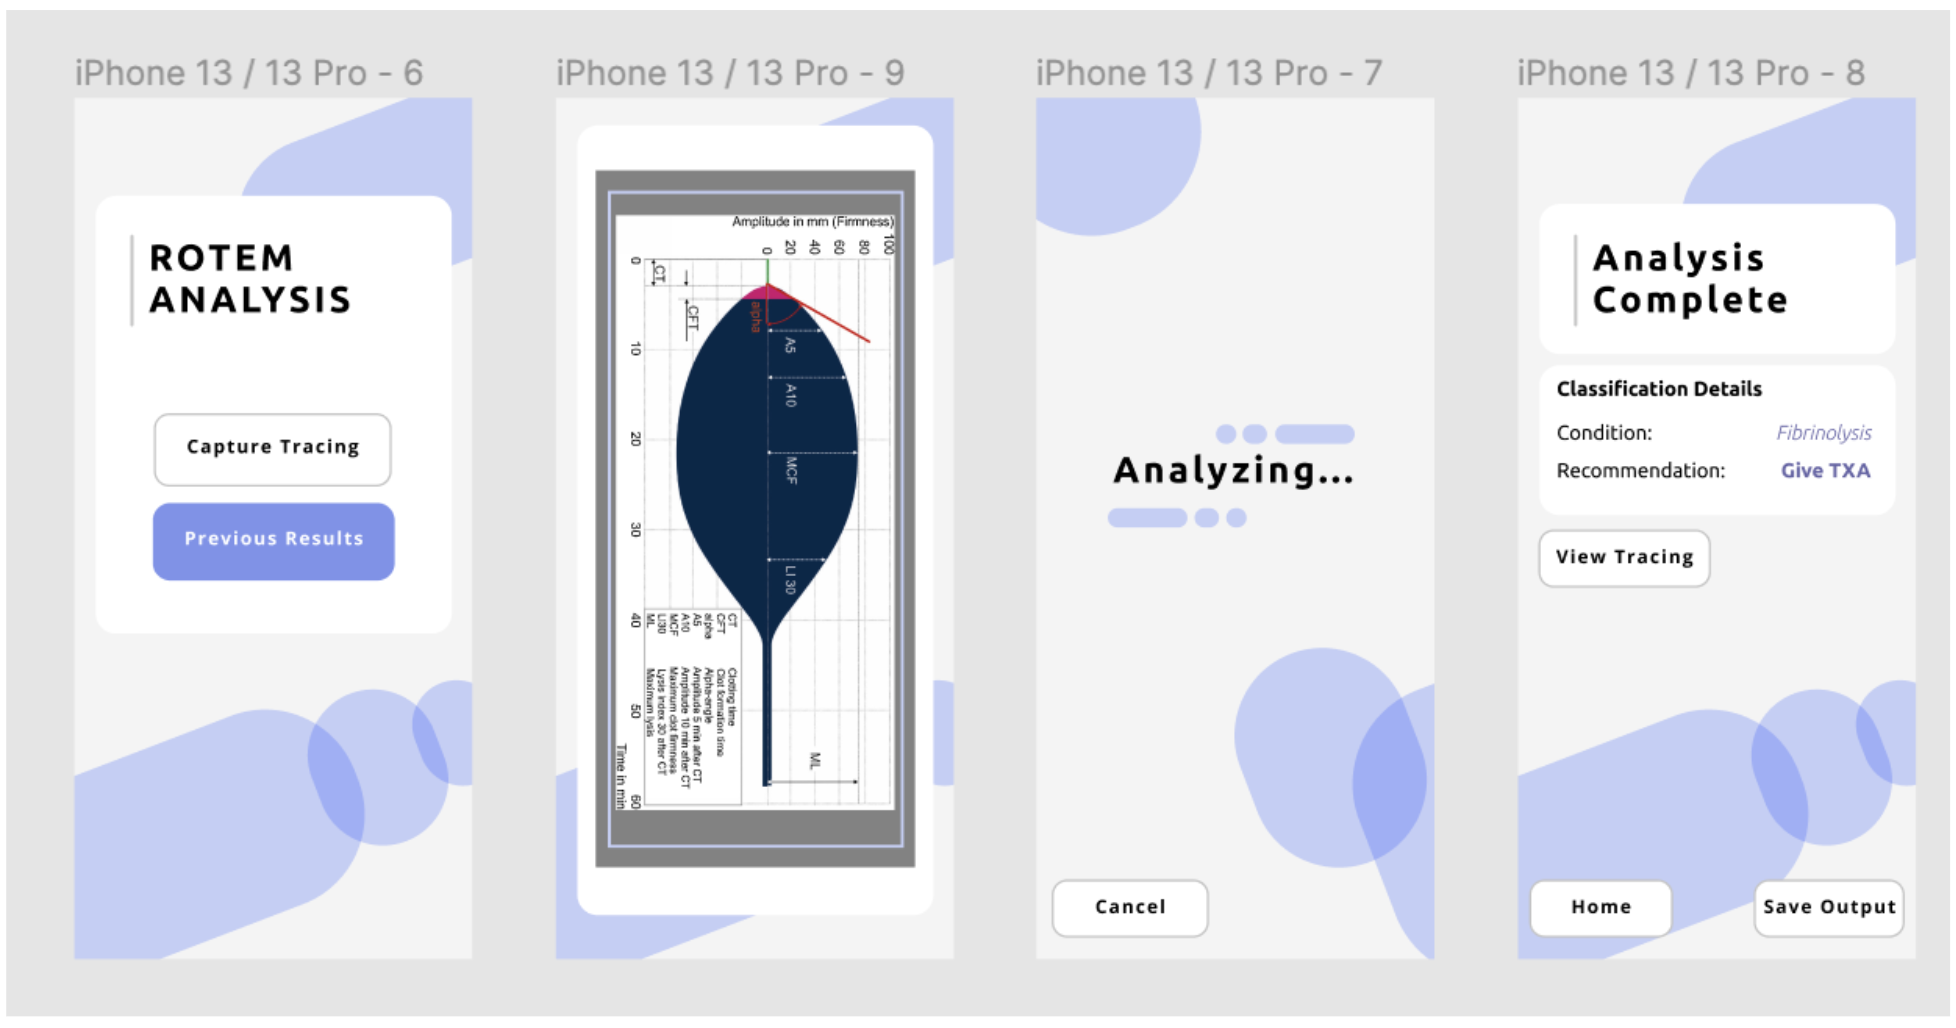 iPhone 13 / 13 Pro - 6
ROTEM
ANALYSIS
Capture Tracing
Previous Results
iPhone 13 / 13 Pro - 9
Amplitude in mm (Firmness)
0 20 40 60 80 100
0
10
20
30
40
50
60
Time in min
CT
CFT
alpha
A5
A10
MCF
LI 30
ML
CT Clotting time
CFT Clot formation time
alpha Alpha-angle
A5 Amplitude 5 min after CT
A10 Amplitude 10 min after CT
MCF Maximum clot firmness
LI30 Lysis index 30 after CT
ML Maximum lysis
iPhone 13 / 13 Pro - 7
Analyzing...
Cancel
iPhone 13 / 13 Pro - 8
Analysis
Complete
Classification Details
Condition: Fibrinolysis
Recommendation: Give TXA
View Tracing
Home
Save Output